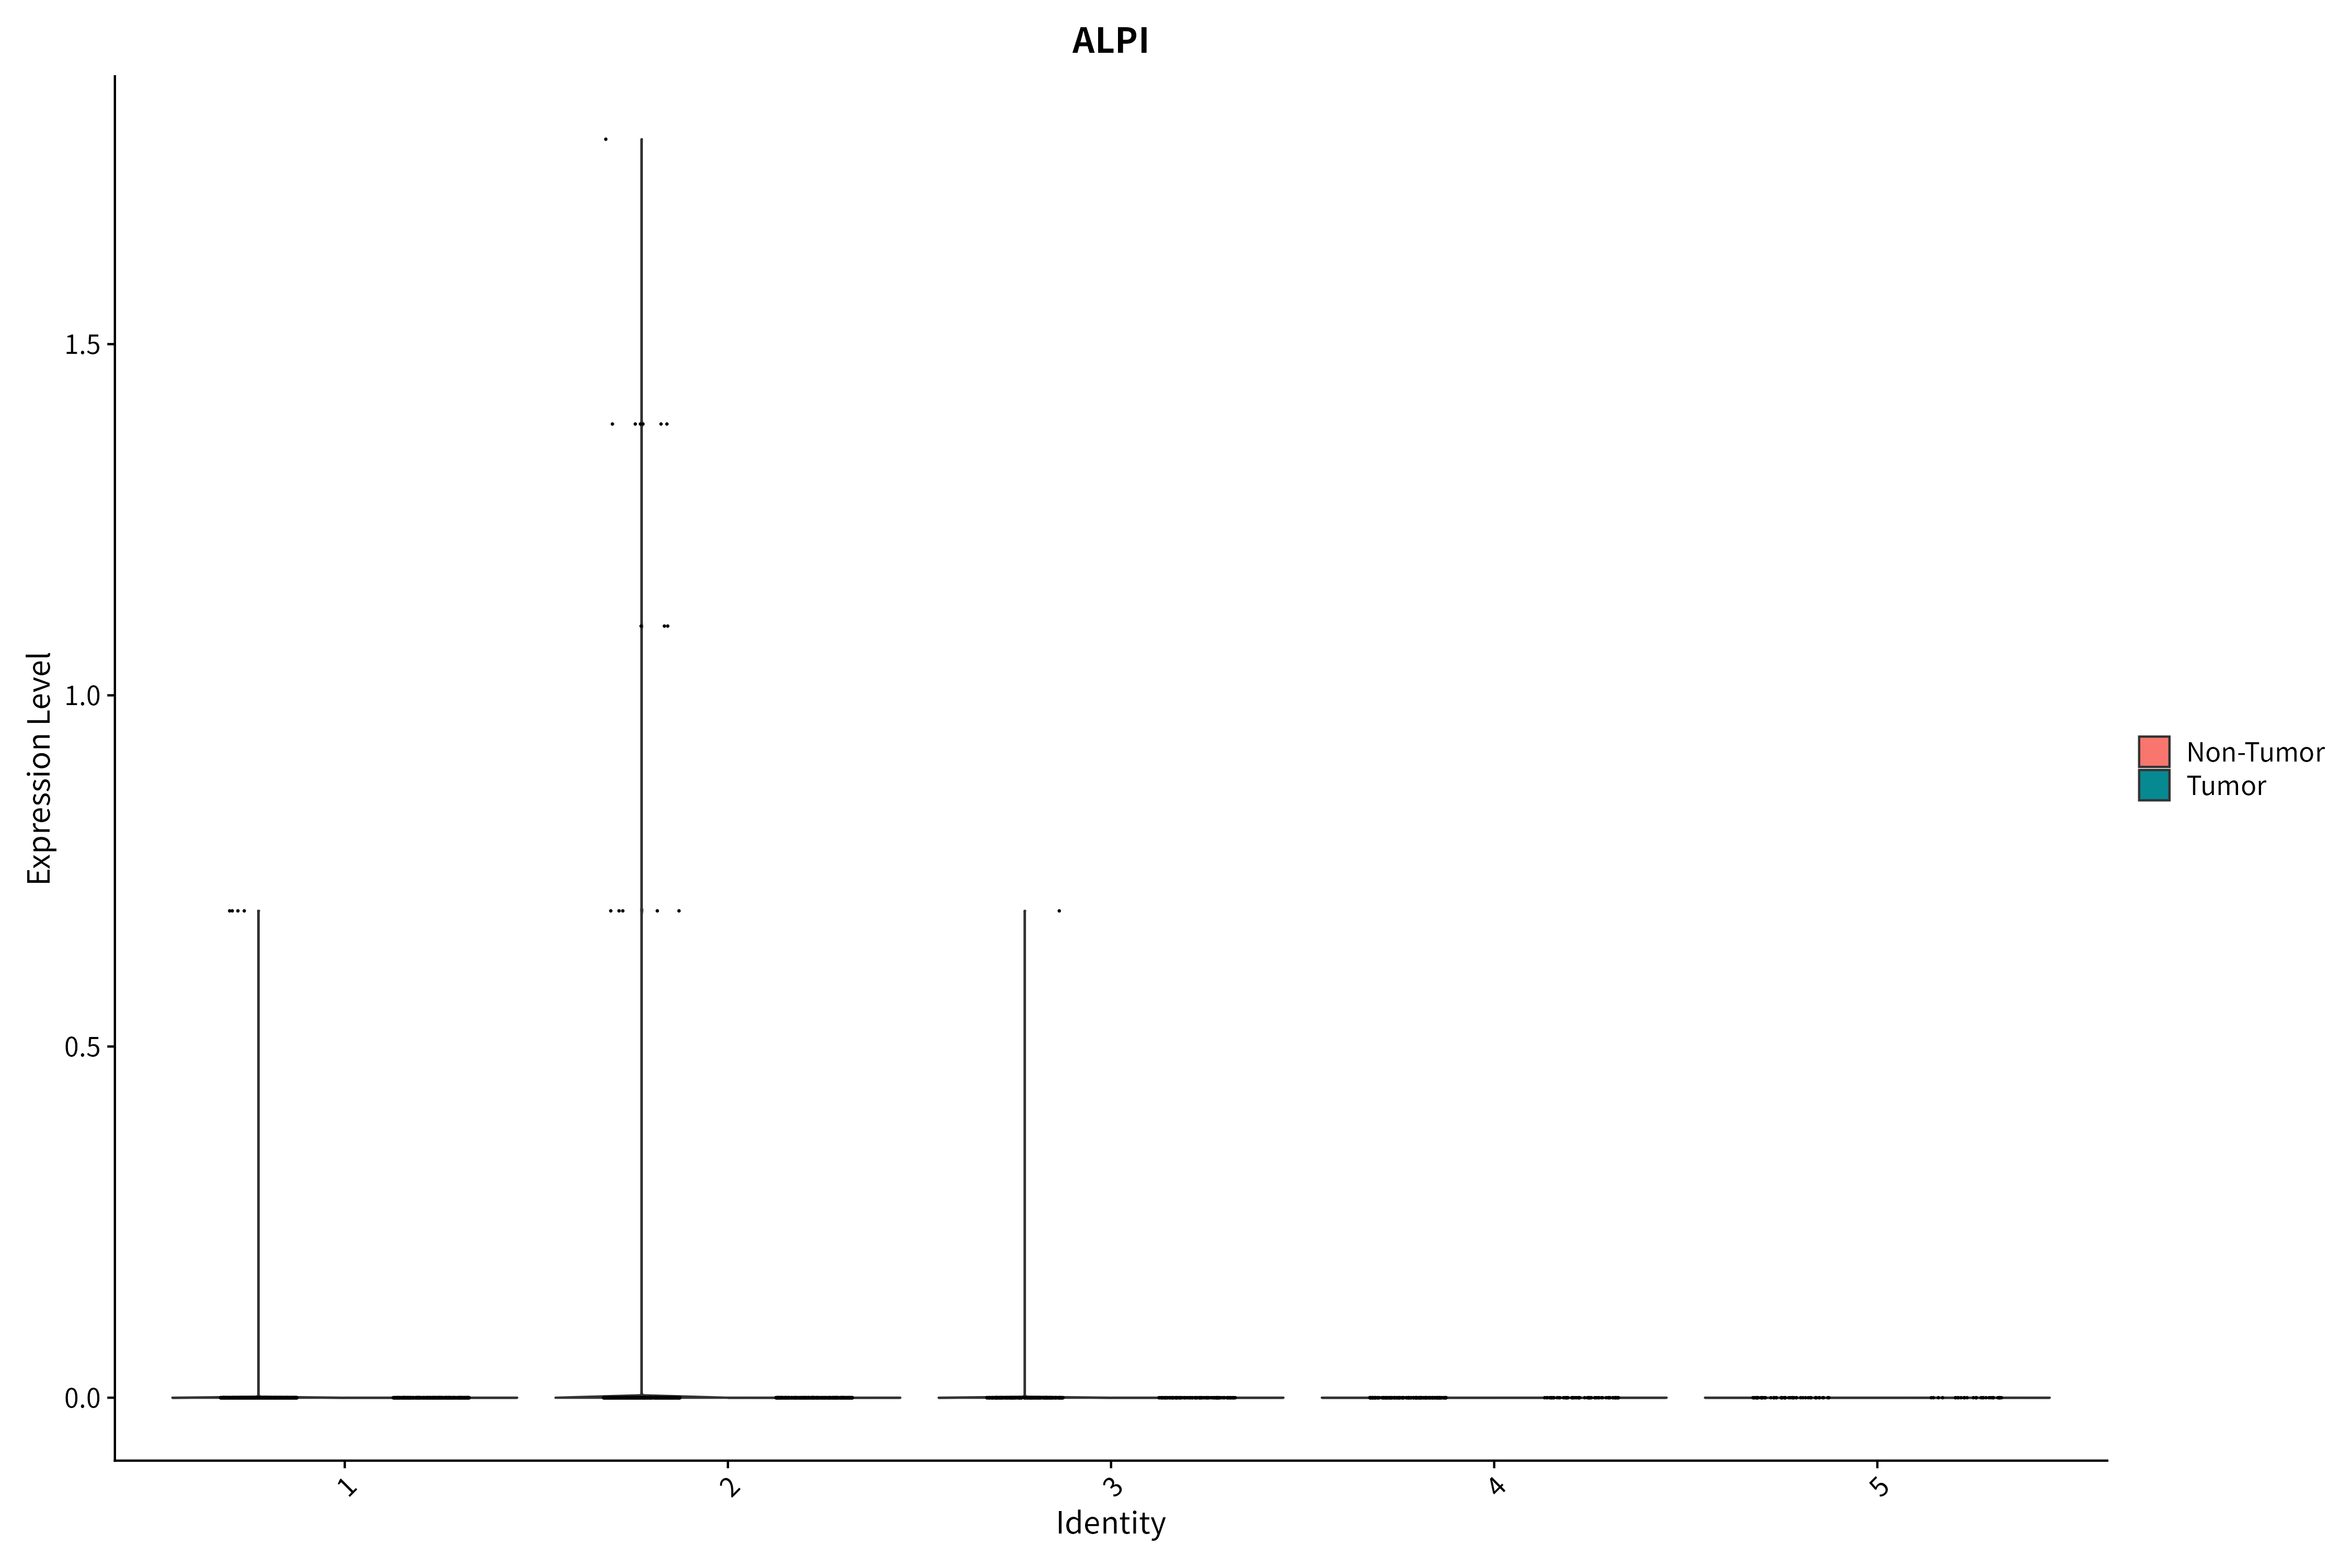 ALPI
Expression Level
1.5
1.0
0.5
0.0
1
2
3
4
5
Identity
Non-Tumor
Tumor